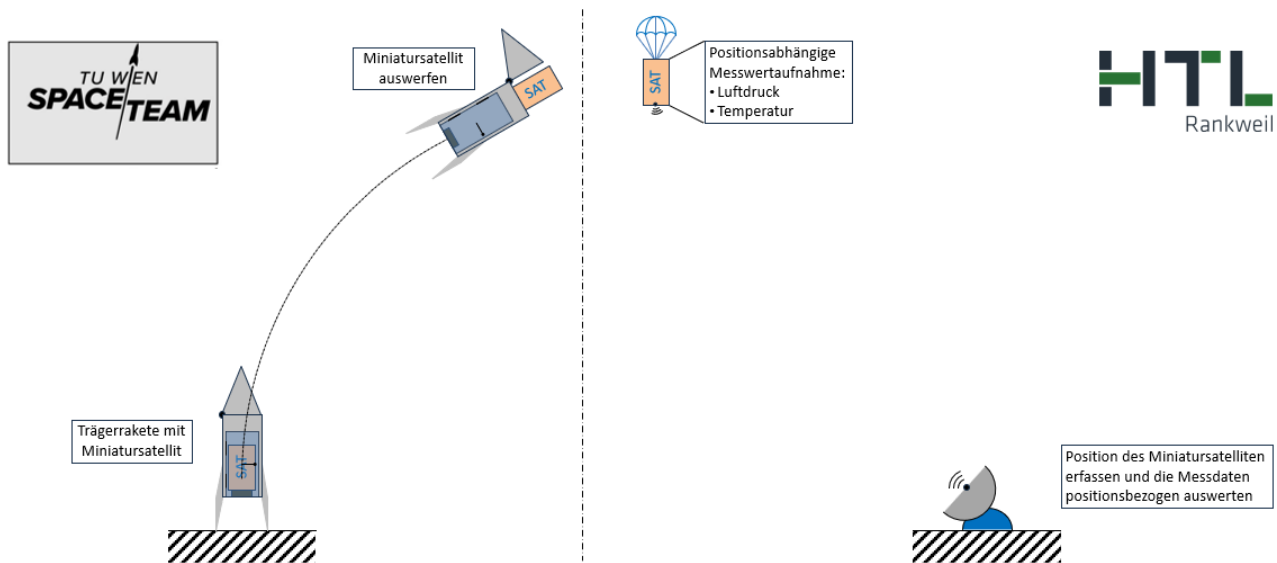 TU WIEN
SPACE
TEAM
Miniatursatellit
auswerfen
SAT
Trägerrakete mit
Miniatursatellit
SAT
SAT
Positionsabhängige
Messwertaufnahme:
• Luftdruck
• Temperatur
HTL
Rankweil
Position des Miniatursatelliten
erfassen und die Messdaten
positionsbezogen auswerten